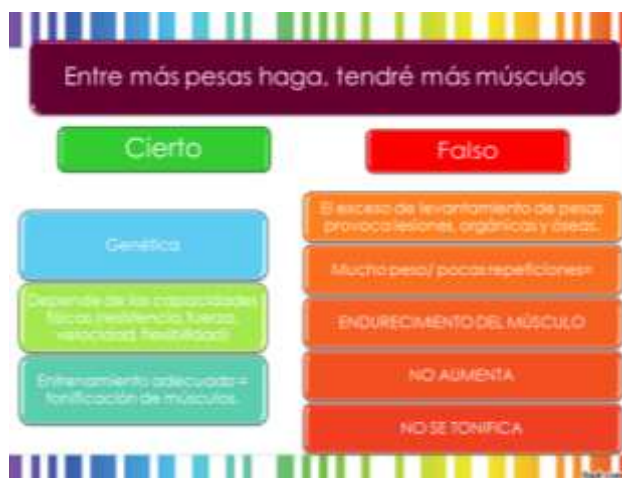 Entre más pesas haga, tendré más músculos
Cierto
Falso
Genética
Depende de las capacidades
físicas (resistencia, fuerza,
velocidad, flexibilidad)
Entrenamiento adecuado =
tonificación de músculos.
El exceso de levantamiento de pesas
provoca lesiones, orgánicas y óseas.
Mucho peso/ pocas repeticiones=
ENDURECIMIENTO DEL MÚSCULO
NO AUMENTA
NO SE TONIFICA